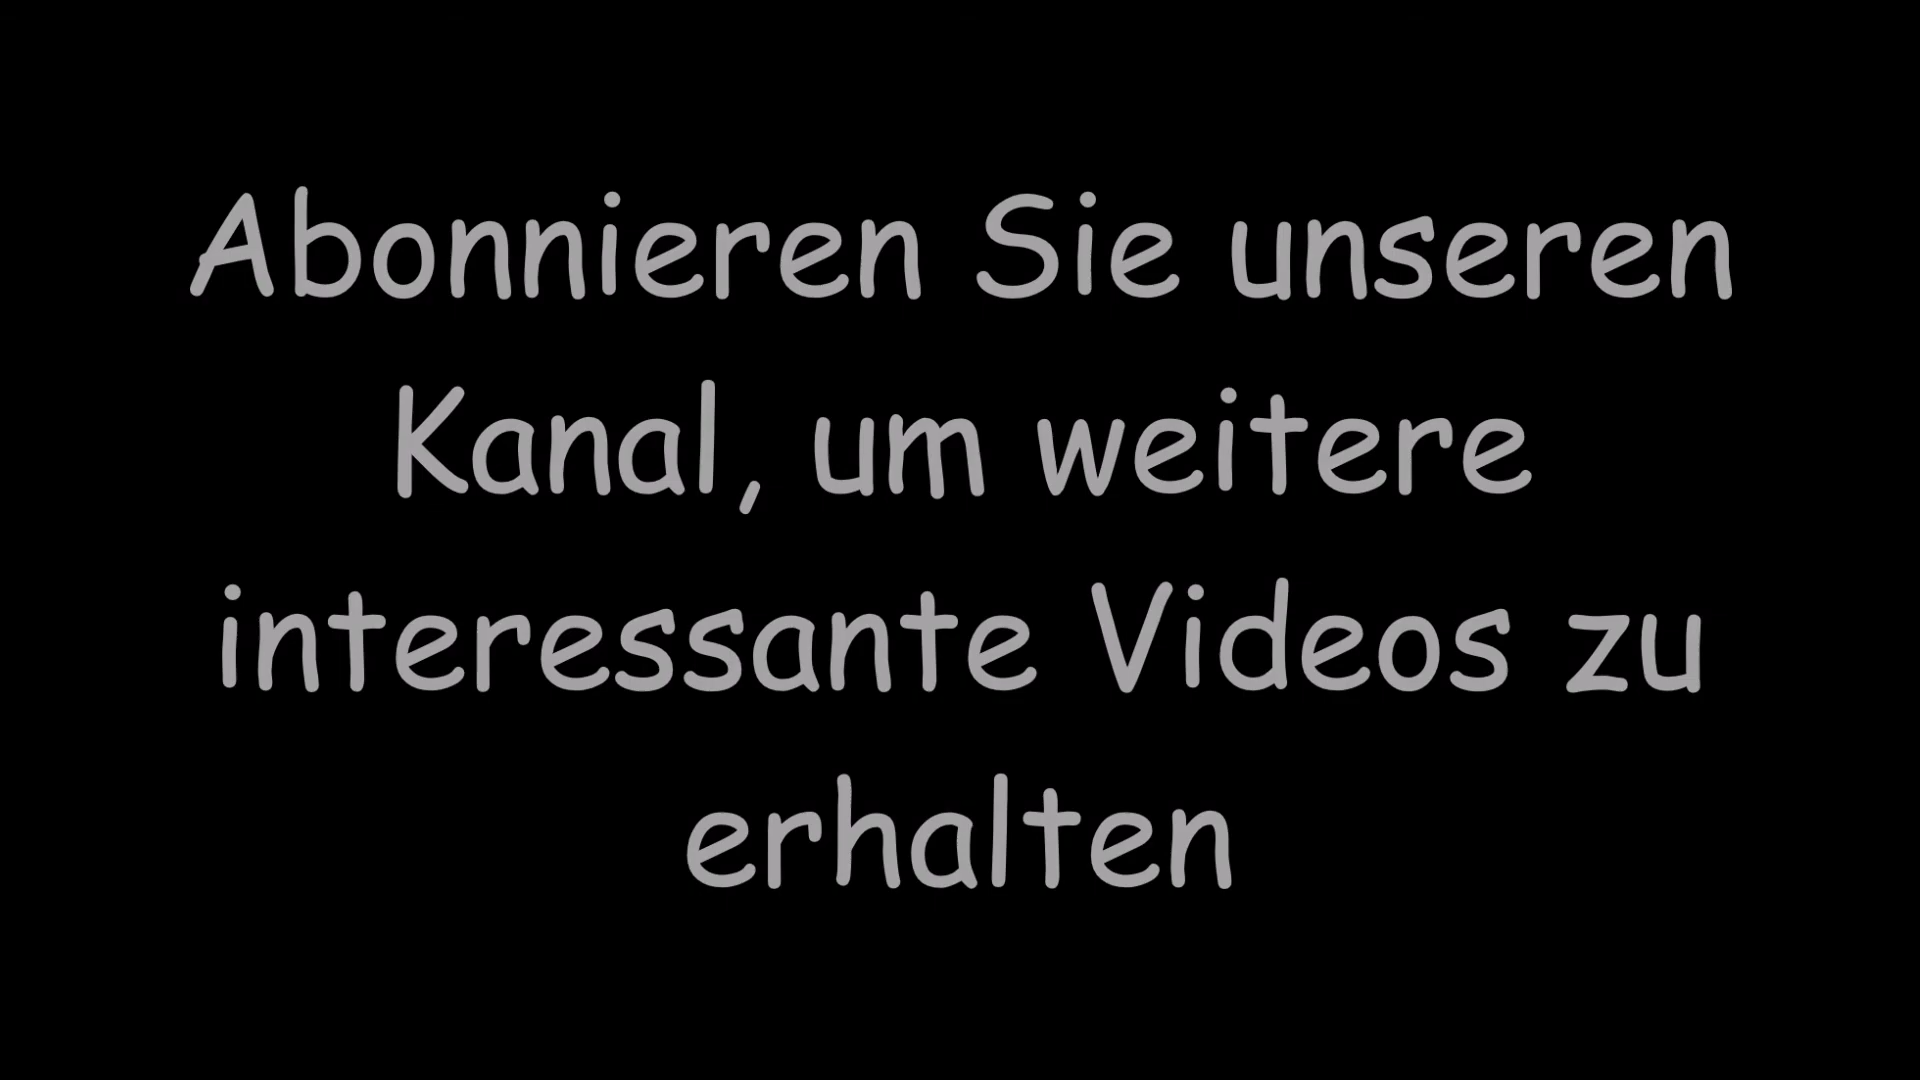 Abonnieren Sie unseren
Kanal, um weitere
interessante Videos zu
erhalten